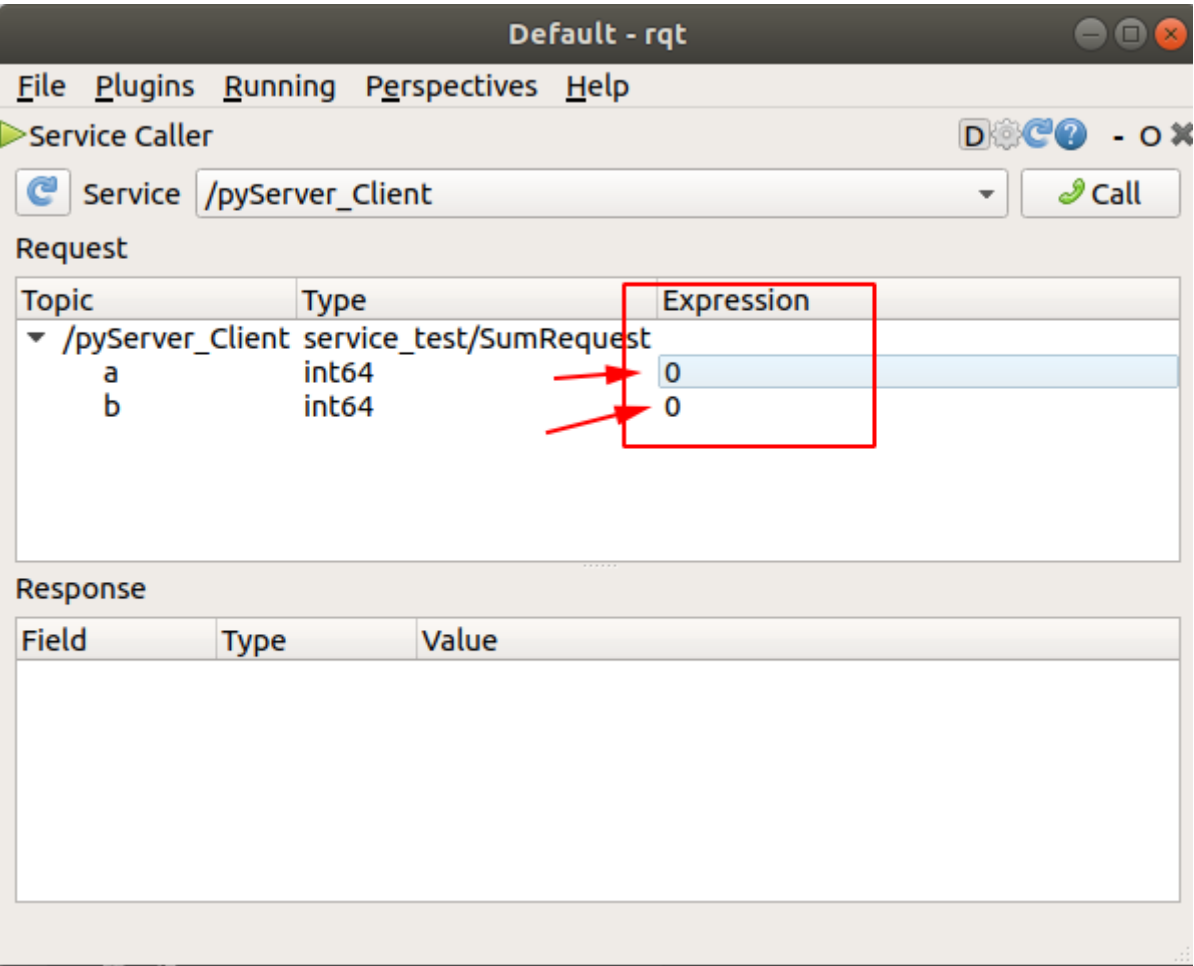 Default - rqt
File Plugins Running Perspectives Help
Service Caller D ? - O
Service /pyServer_Client Call
Request
Topic Type Expression
/pyServer_Client service_test/SumRequest
a int64 0
b int64 0
Response
Field Type Value